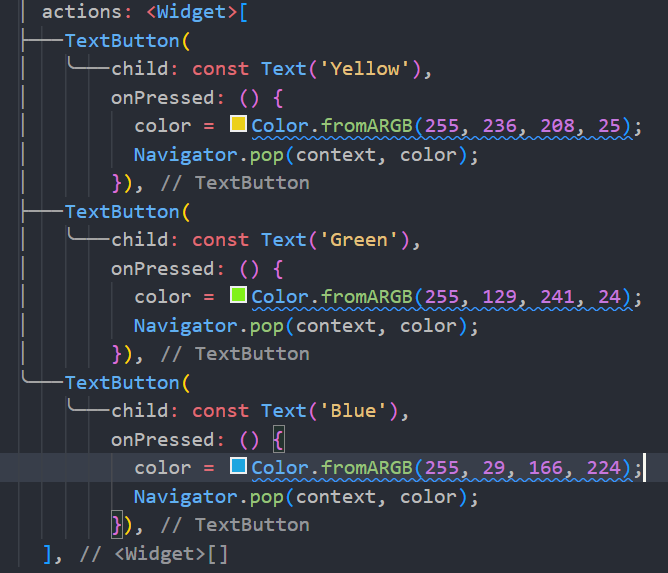 actions: <Widget>[
TextButton(
child: const Text('Yellow'),
onPressed: () {
color = Color.fromARGB(255, 236, 208, 25);
Navigator.pop(context, color);
}), // TextButton
TextButton(
child: const Text('Green'),
onPressed: () {
color = Color.fromARGB(255, 129, 241, 24);
Navigator.pop(context, color);
}), // TextButton
TextButton(
child: const Text('Blue'),
onPressed: () {
color = Color.fromARGB(255, 29, 166, 224);
Navigator.pop(context, color);
}), // TextButton
], // <Widget>[]